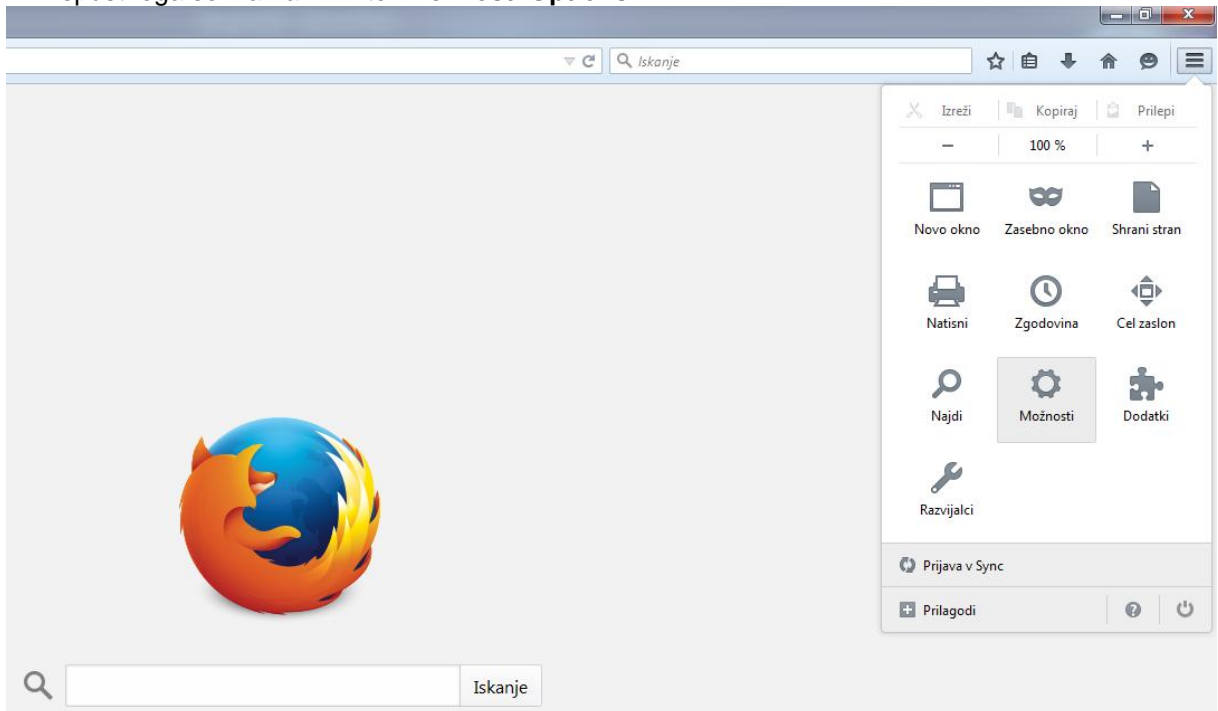 Iskanje
Izreži Kopiraj Prilepi
− 100 % +
Novo okno Zasebno okno Shrani stran
Natisni Zgodovina Cel zaslon
Najdi Možnosti Dodatki
Razvijalci
Prijava v Sync
Prilagodi
Iskanje